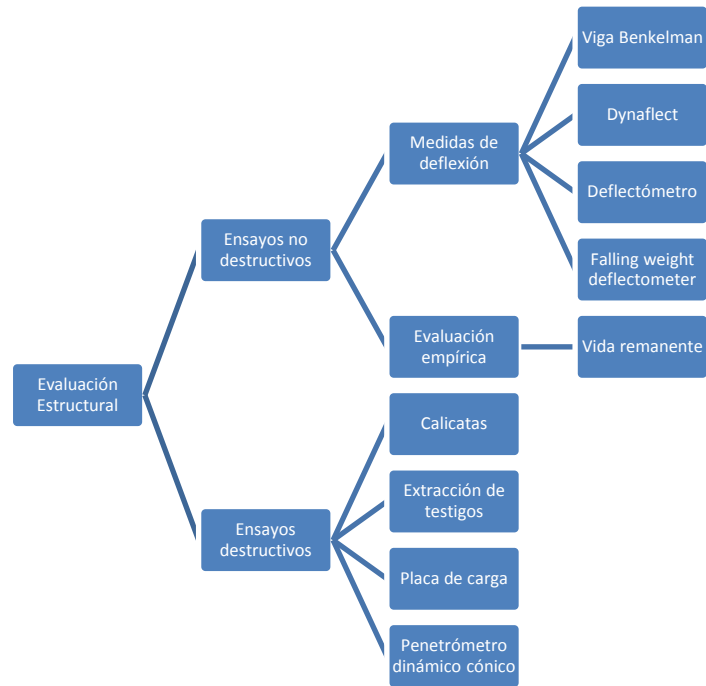 Evaluación
Estructural
Ensayos no
destructivos
Medidas de
deflexión
Viga Benkelman
Dynaflect
Deflectómetro
Falling weight
deflectometer
Evaluación
empírica
Vida remanente
Ensayos
destructivos
Calicatas
Extracción de
testigos
Placa de carga
Penetrómetro
dinámico cónico